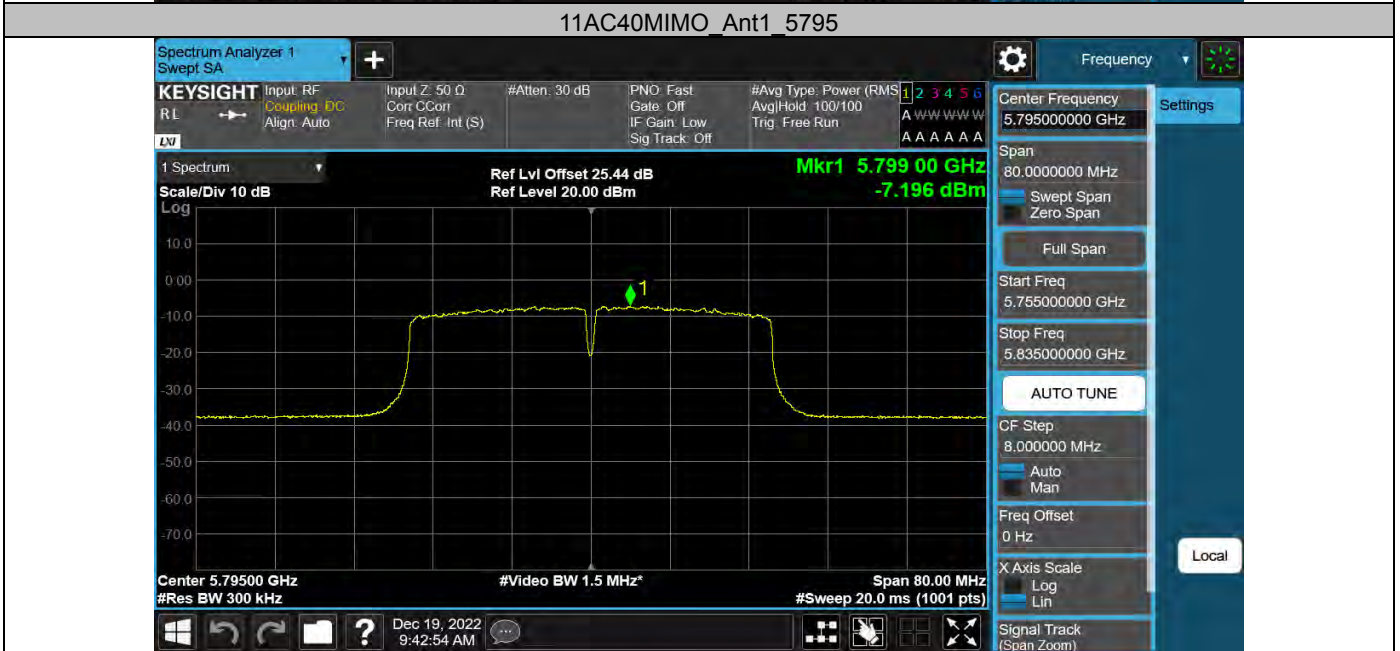 11AC40MIMO_Ant1_5795
Spectrum Analyzer 1
Swept SA
Frequency
KEYSIGHT
RL
LXI
Input: RF
Coupling: DC
Align: Auto
Input Z: 50 Ω
Corr CCorr
Freq Ref: Int (S)
#Atten: 30 dB
PNO: Fast
Gate: Off
IF Gain: Low
Sig Track: Off
#Avg Type: Power (RMS
Avg|Hold: 100/100
Trig: Free Run
1 2 3 4 5 6
A W W W W W
A A A A A A
1 Spectrum
Scale/Div 10 dB
Log
Ref Lvl Offset 25.44 dB
Ref Level 20.00 dBm
Mkr1 5.799 00 GHz
-7.196 dBm
10.0
0.00
-10.0
-20.0
-30.0
-40.0
-50.0
-60.0
-70.0
1
Center 5.79500 GHz
#Res BW 300 kHz
#Video BW 1.5 MHz*
Span 80.00 MHz
#Sweep 20.0 ms (1001 pts)
?
Dec 19, 2022
9:42:54 AM
Center Frequency
5.795000000 GHz
Settings
Span
80.0000000 MHz
Swept Span
Zero Span
Full Span
Start Freq
5.755000000 GHz
Stop Freq
5.835000000 GHz
AUTO TUNE
CF Step
8.000000 MHz
Auto
Man
Freq Offset
0 Hz
Local
X Axis Scale
Log
Lin
Signal Track
(Span Zoom)